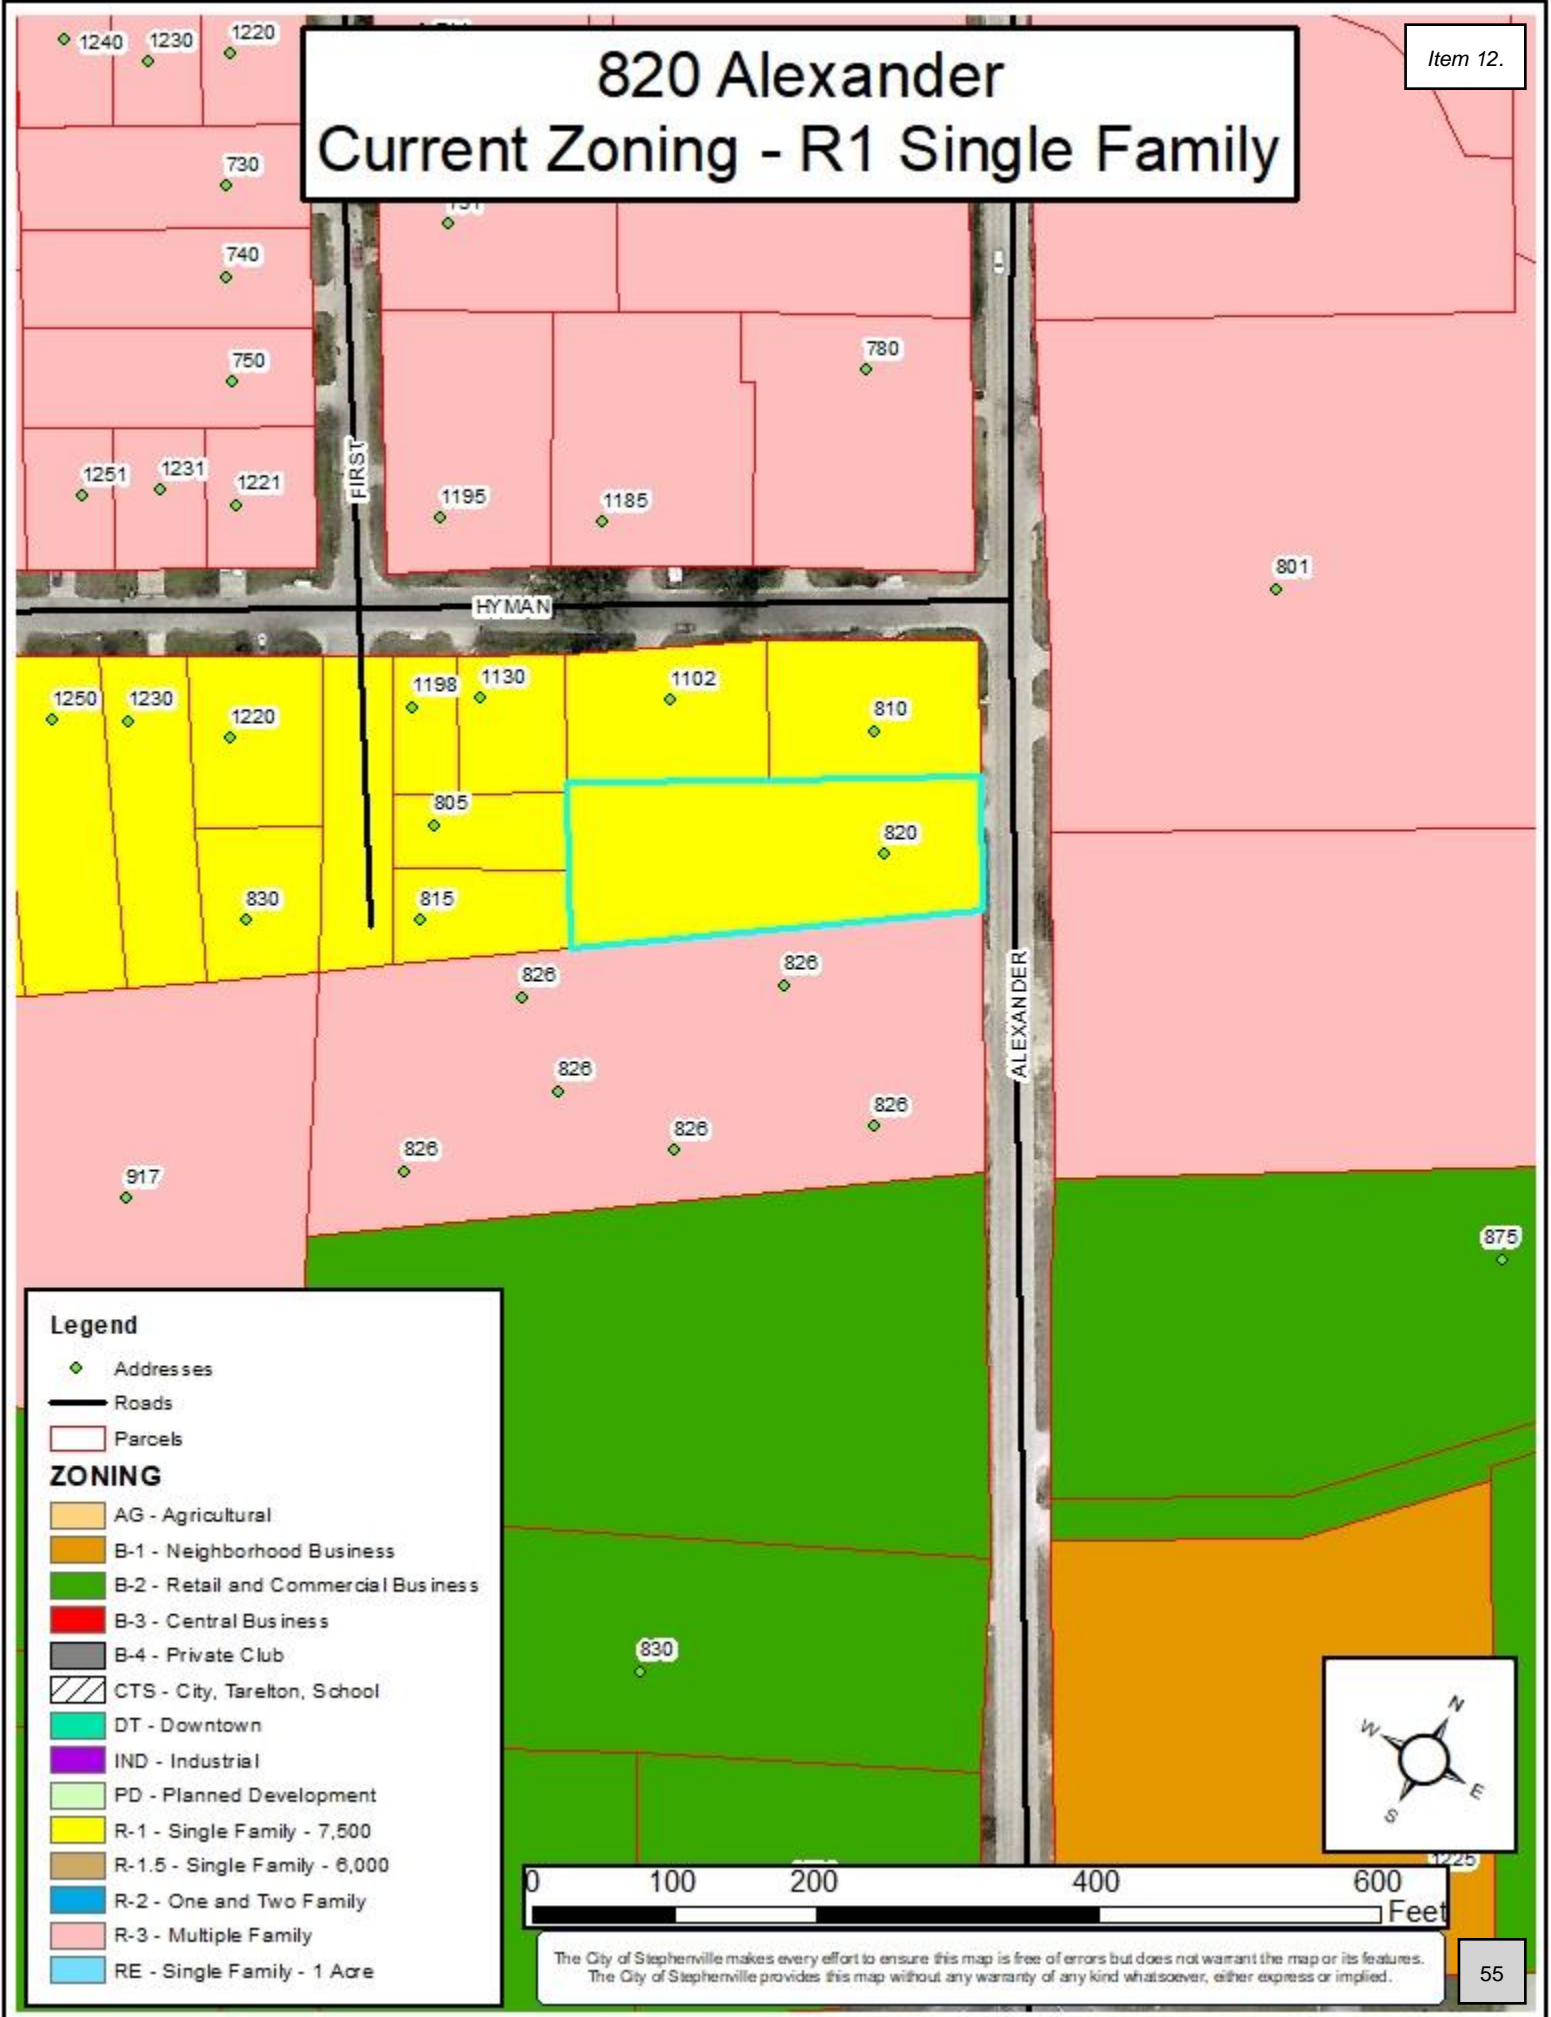 820 Alexander
Current Zoning - R1 Single Family
Item 12.
1240
1230
1220
730
740
750
1251
1231
1221
FIRST
780
1195
1185
801
HYMAN
1250
1230
1220
1198
1130
1102
810
805
820
830
815
826
826
826
826
826
826
917
ALEXANDER
875
830
1225
Legend
Addresses
Roads
Parcels
ZONING
AG - Agricultural
B-1 - Neighborhood Business
B-2 - Retail and Commercial Business
B-3 - Central Business
B-4 - Private Club
CTS - City, Tarelton, School
DT - Downtown
IND - Industrial
PD - Planned Development
R-1 - Single Family - 7,500
R-1.5 - Single Family - 6,000
R-2 - One and Two Family
R-3 - Multiple Family
RE - Single Family - 1 Acre
N
W
E
S
0 100 200 400 600
Feet
The City of Stephenville makes every effort to ensure this map is free of errors but does not warrant the map or its features.
The City of Stephenville provides this map without any warranty of any kind whatsoever, either express or implied.
55